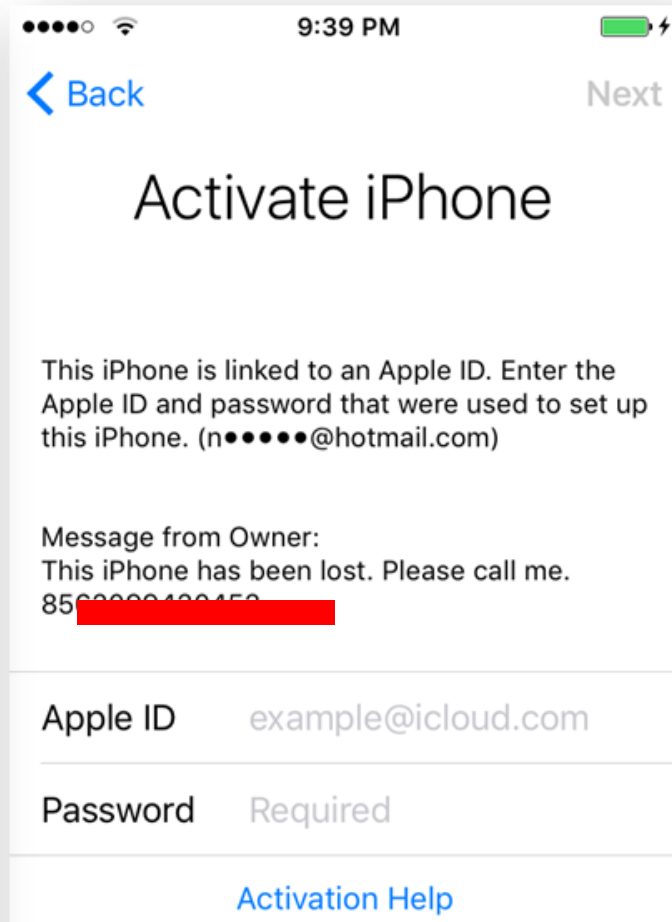 9:39 PM
Back
Next
Activate iPhone
This iPhone is linked to an Apple ID. Enter the
Apple ID and password that were used to set up
this iPhone. (n●●●●●@hotmail.com)
Message from Owner:
This iPhone has been lost. Please call me.
Apple ID
example@icloud.com
Password
Required
Activation Help